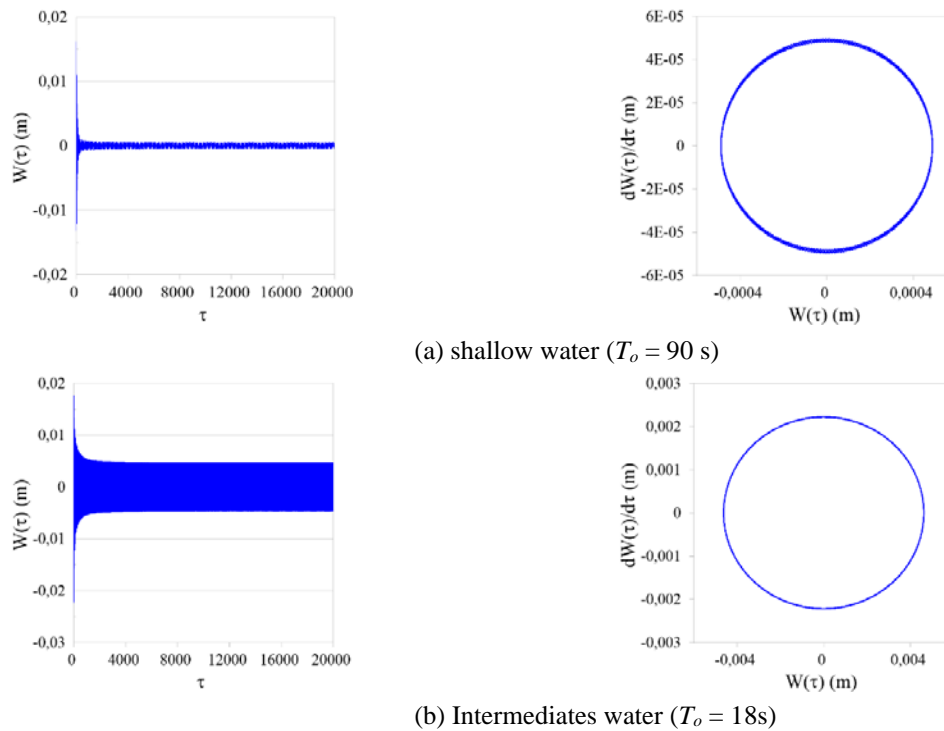 0,02
0,01
0
-0,01
-0,02
W(τ) (m)
0 4000 8000 12000 16000 20000
τ
6E-05
4E-05
2E-05
0
-2E-05
-4E-05
-6E-05
dW(τ)/dτ (m)
-0,0004 0 0,0004
W(τ) (m)
(a) shallow water (To = 90 s)
0,02
0,01
0
-0,01
-0,02
-0,03
W(τ) (m)
0 4000 8000 12000 16000 20000
τ
0,003
0,002
0,001
0
-0,001
-0,002
-0,003
dW(τ)/dτ (m)
-0,004 0 0,004
W(τ) (m)
(b) Intermediates water (To = 18s)